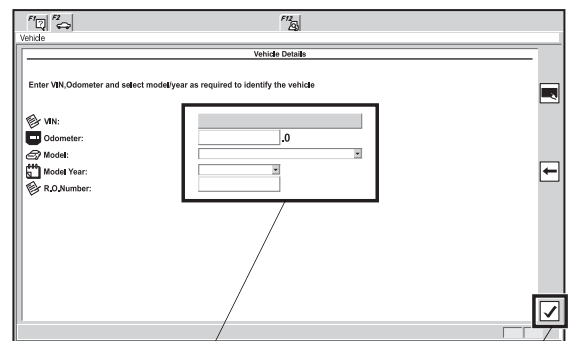 F1 F2 F12
Vehicle
Vehicle Details
Enter VIN,Odometer and select model/year as required to identify the vehicle
VIN:
Odometer: .0
Model:
Model Year:
R.O.Number: